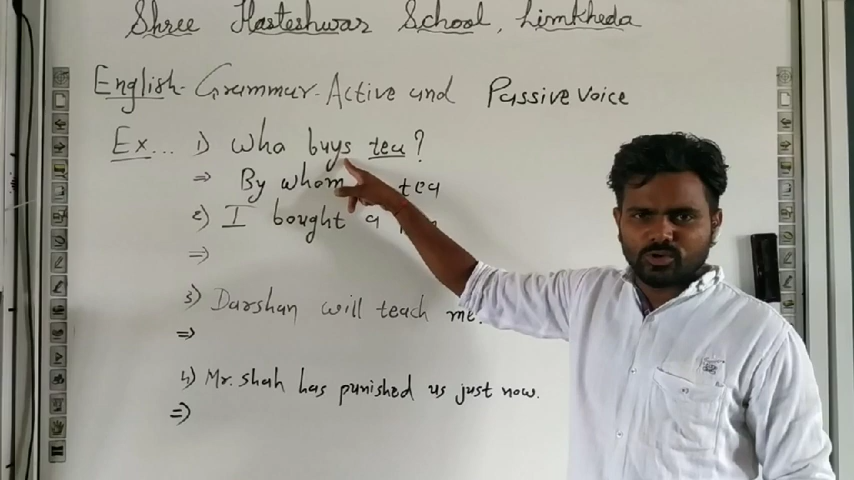 Shree Hasteshwar School, Limkheda
English - Grammar - Active and Passive Voice
Ex... 1) Who buys tea?
⇒ By whom tea
2) I bought a
⇒
3) Darshan will teach me.
⇒
4) Mr. Shah has punished us just now.
⇒